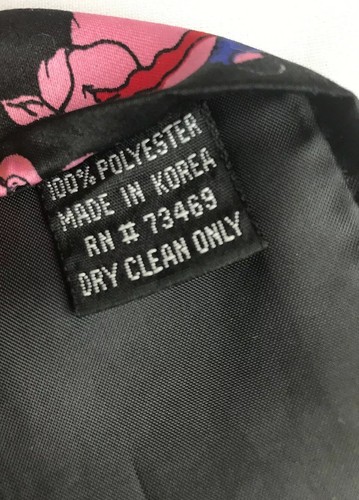 100% POLYESTER
MADE IN KOREA
RN # 73469
DRY CLEAN ONLY